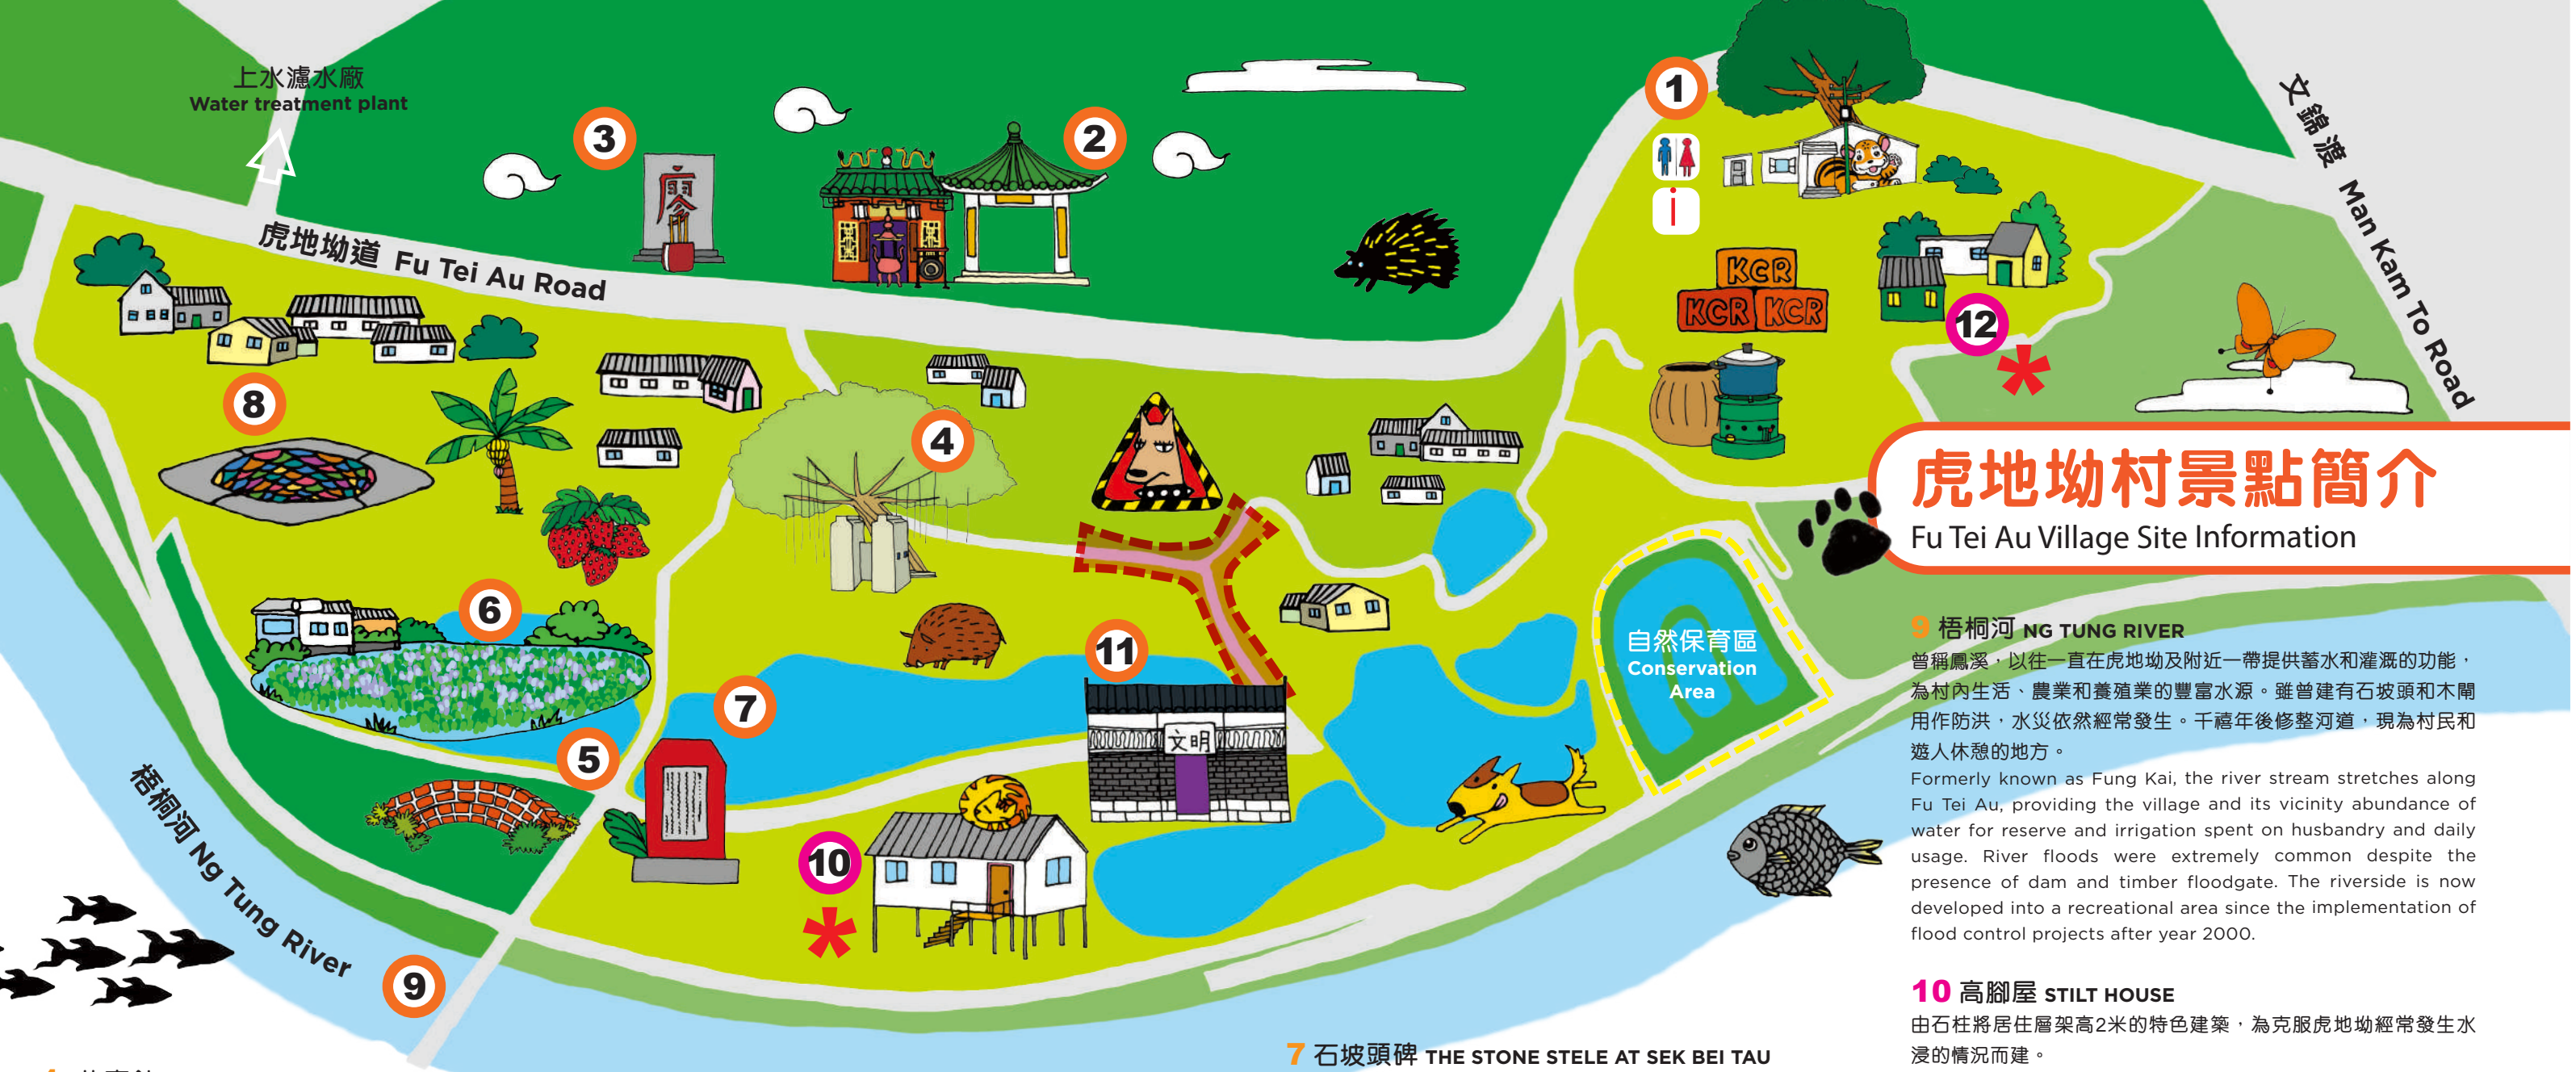 上水濾水廠
Water treatment plant
3
2
1
i
文錦渡 Man Kam To Road
虎地坳道 Fu Tei Au Road
KCR
KCR KCR
12
*
8
4
虎地坳村景點簡介
Fu Tei Au Village Site Information
6
11
自然保育區
Conservation
Area
7
文明
5
10
*
梧桐河 Ng Tung River
9
9 梧桐河 NG TUNG RIVER
曾稱鳳溪，以往一直在虎地坳及附近一帶提供蓄水和灌溉的功能，
為村內生活、農業和養殖業的豐富水源。雖曾建有石坡頭和木閘
用作防洪，水災依然經常發生。千禧年後修整河道，現為村民和
遊人休憩的地方。
Formerly known as Fung Kai, the river stream stretches along
Fu Tei Au, providing the village and its vicinity abundance of
water for reserve and irrigation spent on husbandry and daily
usage. River floods were extremely common despite the
presence of dam and timber floodgate. The riverside is now
developed into a recreational area since the implementation of
flood control projects after year 2000.
10 高腳屋 STILT HOUSE
由石柱將居住層架高2米的特色建築，為克服虎地坳經常發生水
浸的情況而建。
7 石坡頭碑 THE STONE STELE AT SEK BEI TAU